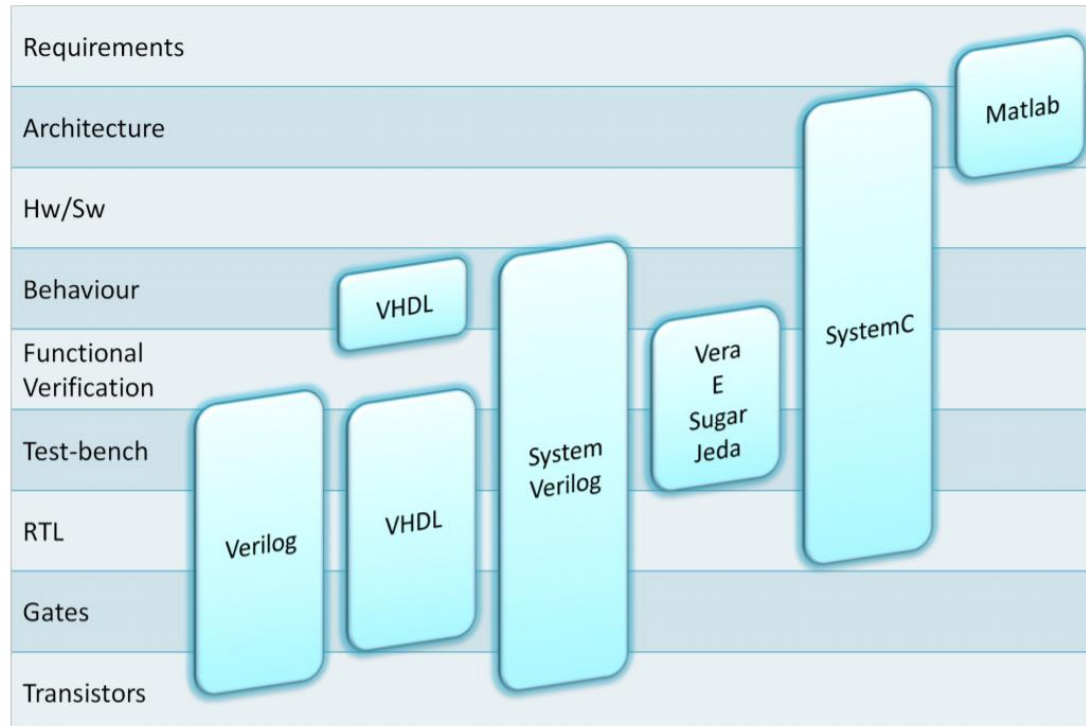 Requirements
Architecture
Hw/Sw
Behaviour
Functional
Verification
Test-bench
RTL
Gates
Transistors
Verilog
VHDL
VHDL
System
Verilog
Vera
E
Sugar
Jeda
SystemC
Matlab